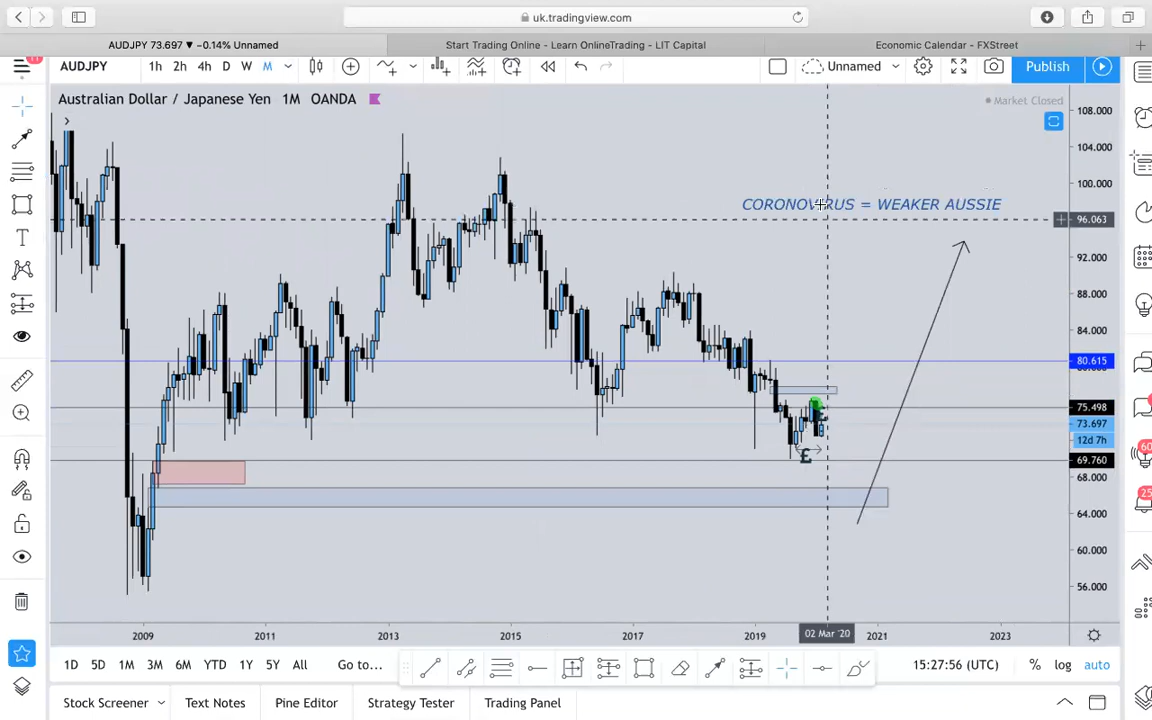 uk.tradingview.com
AUDJPY 73.697 ▼ −0.14% Unnamed
Start Trading Online - Learn OnlineTrading - LIT Capital
Economic Calendar - FXStreet
AUDJPY
1h 2h 4h D W M
Unnamed
Publish
Australian Dollar / Japanese Yen 1M OANDA
Market Closed
108.000
104.000
100.000
CORONOVIRUS = WEAKER AUSSIE
96.063
92.000
88.000
84.000
80.615
75.498
73.697
12d 7h
69.760
£
68.000
64.000
60.000
56.000
2009 2011 2013 2015 2017 2019 02 Mar '20 2021 2023
1D 5D 1M 3M 6M YTD 1Y 5Y All Go to...
15:27:56 (UTC) % log auto
Stock Screener Text Notes Pine Editor Strategy Tester Trading Panel